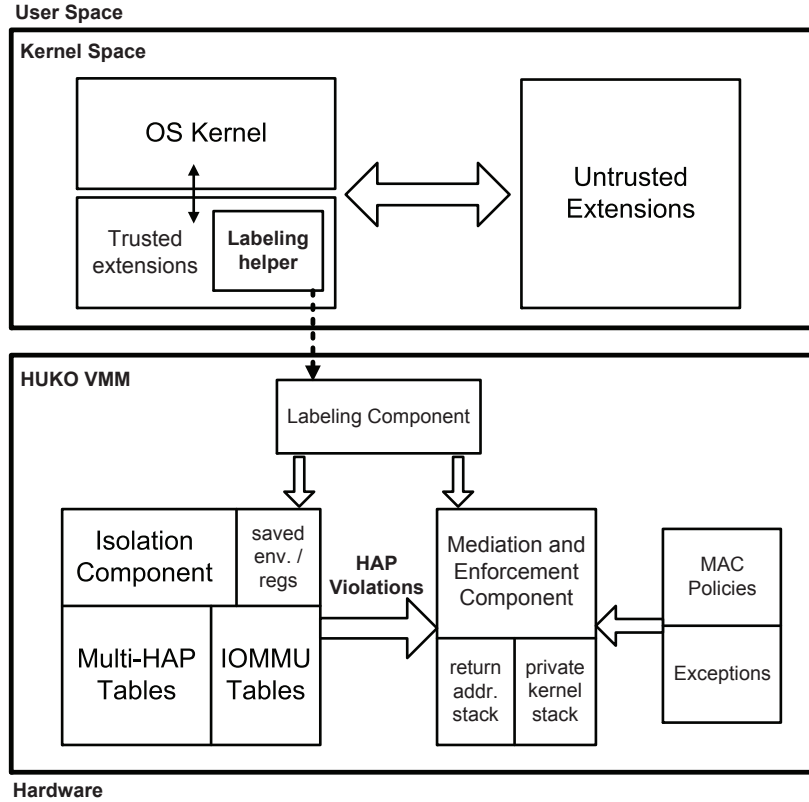 User Space
Kernel Space
OS Kernel
Trusted
extensions
Labeling
helper
Untrusted
Extensions
HUKO VMM
Labeling Component
Isolation
Component
saved
env. /
regs
Multi-HAP
Tables
IOMMU
Tables
HAP
Violations
Mediation and
Enforcement
Component
return
addr.
stack
private
kernel
stack
MAC
Policies
Exceptions
Hardware